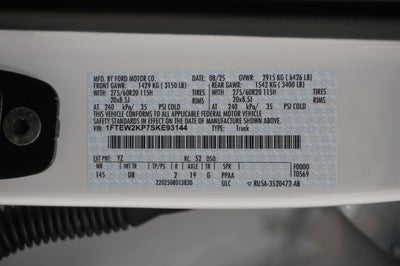 MFD. BY FORD MOTOR CO.
08/25 GVWR: 2915 KG ( 6426 LB)
FRONT GAWR: 1429 KG ( 3150 LB) REAR GAWR: 1542 KG ( 3400 LB)
WITH 275/60R20 115H TIRES WITH 275/60R20 115H TIRES
20x8.5J RIMS 20x8.5J RIMS
AT 240 kPa/ 35 PSI COLD AT 240 kPa/ 35 PSI COLD
THIS VEHICLE CONFORMS TO ALL APPLICABLE FEDERAL MOTOR VEHICLE
SAFETY STANDARDS IN EFFECT ON THE DATE OF MANUFACTURE SHOWN ABOVE.
VIN: 1FTEW2KP7SKE93144 TYPE: Truck
EXT PNT: YZ RC: 52 DSO:
WB INT TR TP/PS R AXLE TR SPR F0000
145 DB 2 19 G PPAA T0569
2202508013830 ULC RU5A-3520472-AB